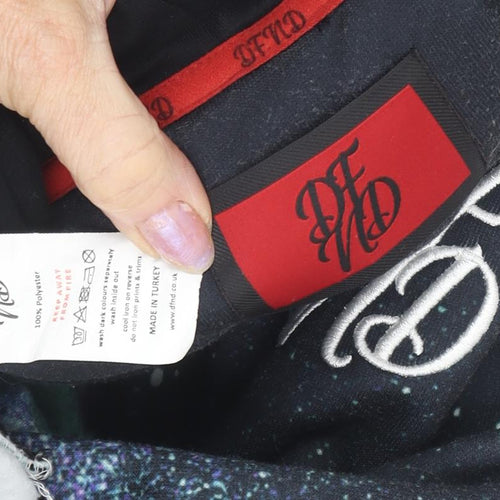 DFND
D
DFND
100% Polyester
KEEP AWAY
FROM FIRE
wash dark colours separately
wash inside out
cool iron on reverse
do not iron prints & trims
MADE IN TURKEY
www.dfnd.co.uk